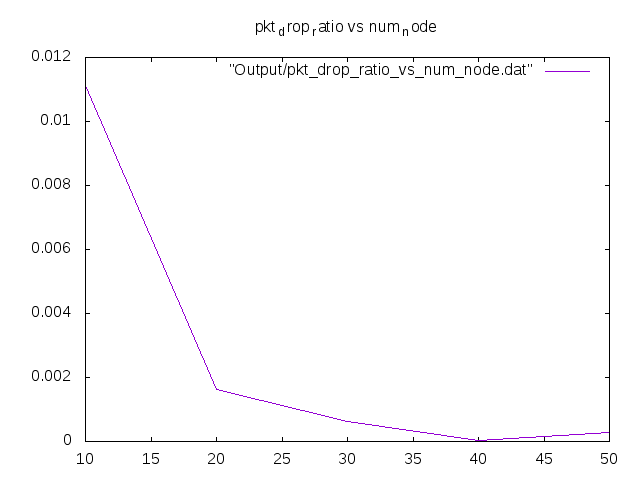 pkt_drop_ratio vs num_node
"Output/pkt_drop_ratio_vs_num_node.dat"
0.012
0.01
0.008
0.006
0.004
0.002
0
10 15 20 25 30 35 40 45 50